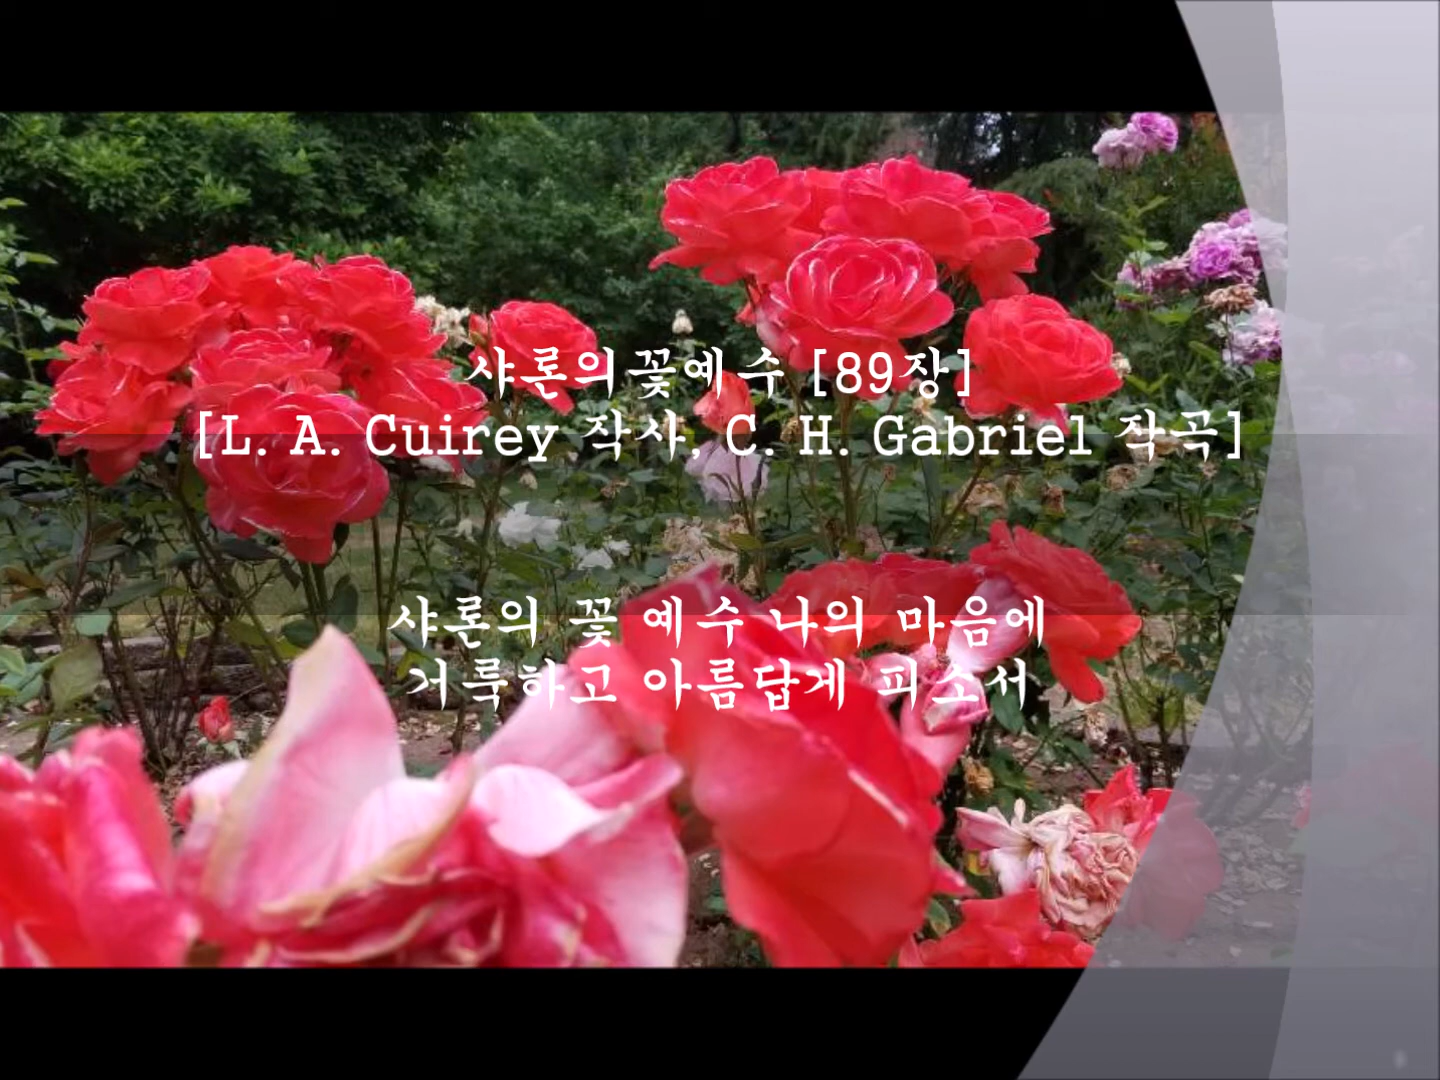 샤론의꽃예수 [89장]
[L. A. Cuirey 작사, C. H. Gabriel 작곡]
샤론의 꽃 예수 나의 마음에
거룩하고 아름답게 피소서